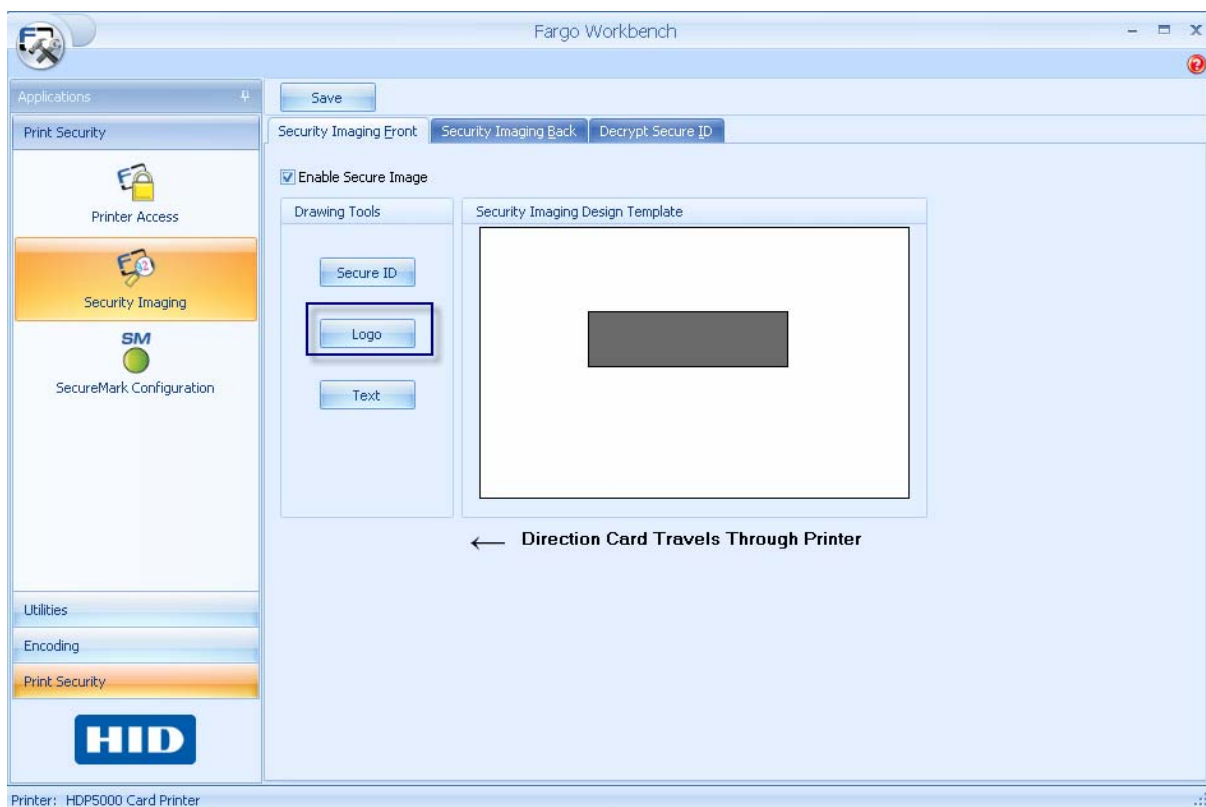 Fargo Workbench
Applications
Save
Print Security
Security Imaging Front
Security Imaging Back
Decrypt Secure ID
Enable Secure Image
Printer Access
Drawing Tools
Security Imaging Design Template
Secure ID
Security Imaging
Logo
SM
SecureMark Configuration
Text
← Direction Card Travels Through Printer
Utilities
Encoding
Print Security
HID
Printer: HDP5000 Card Printer